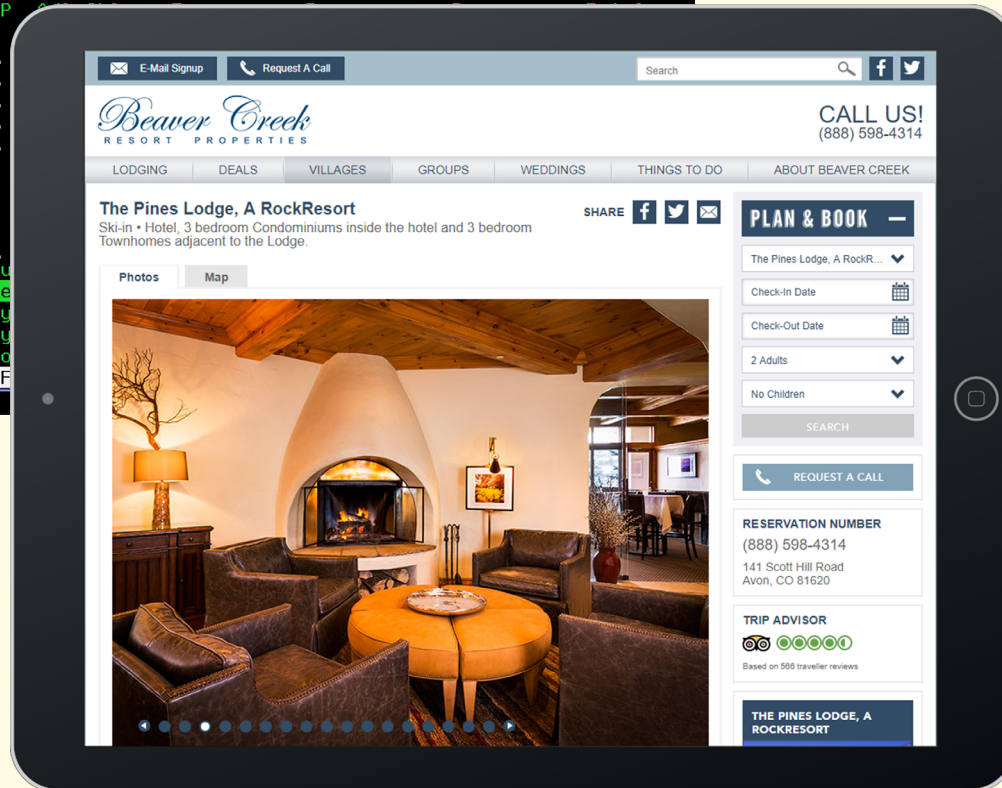 E-Mail Signup
Request A Call
Search
Beaver Creek
RESORT PROPERTIES
CALL US!
(888) 598-4314
LODGING
DEALS
VILLAGES
GROUPS
WEDDINGS
THINGS TO DO
ABOUT BEAVER CREEK
The Pines Lodge, A RockResort
Ski-in • Hotel, 3 bedroom Condominiums inside the hotel and 3 bedroom
Townhomes adjacent to the Lodge.
SHARE
Photos
Map
PLAN & BOOK
The Pines Lodge, A RockR...
Check-In Date
Check-Out Date
2 Adults
No Children
SEARCH
REQUEST A CALL
RESERVATION NUMBER
(888) 598-4314
141 Scott Hill Road
Avon, CO 81620
TRIP ADVISOR
Based on 566 traveller reviews
THE PINES LODGE, A
ROCKRESORT